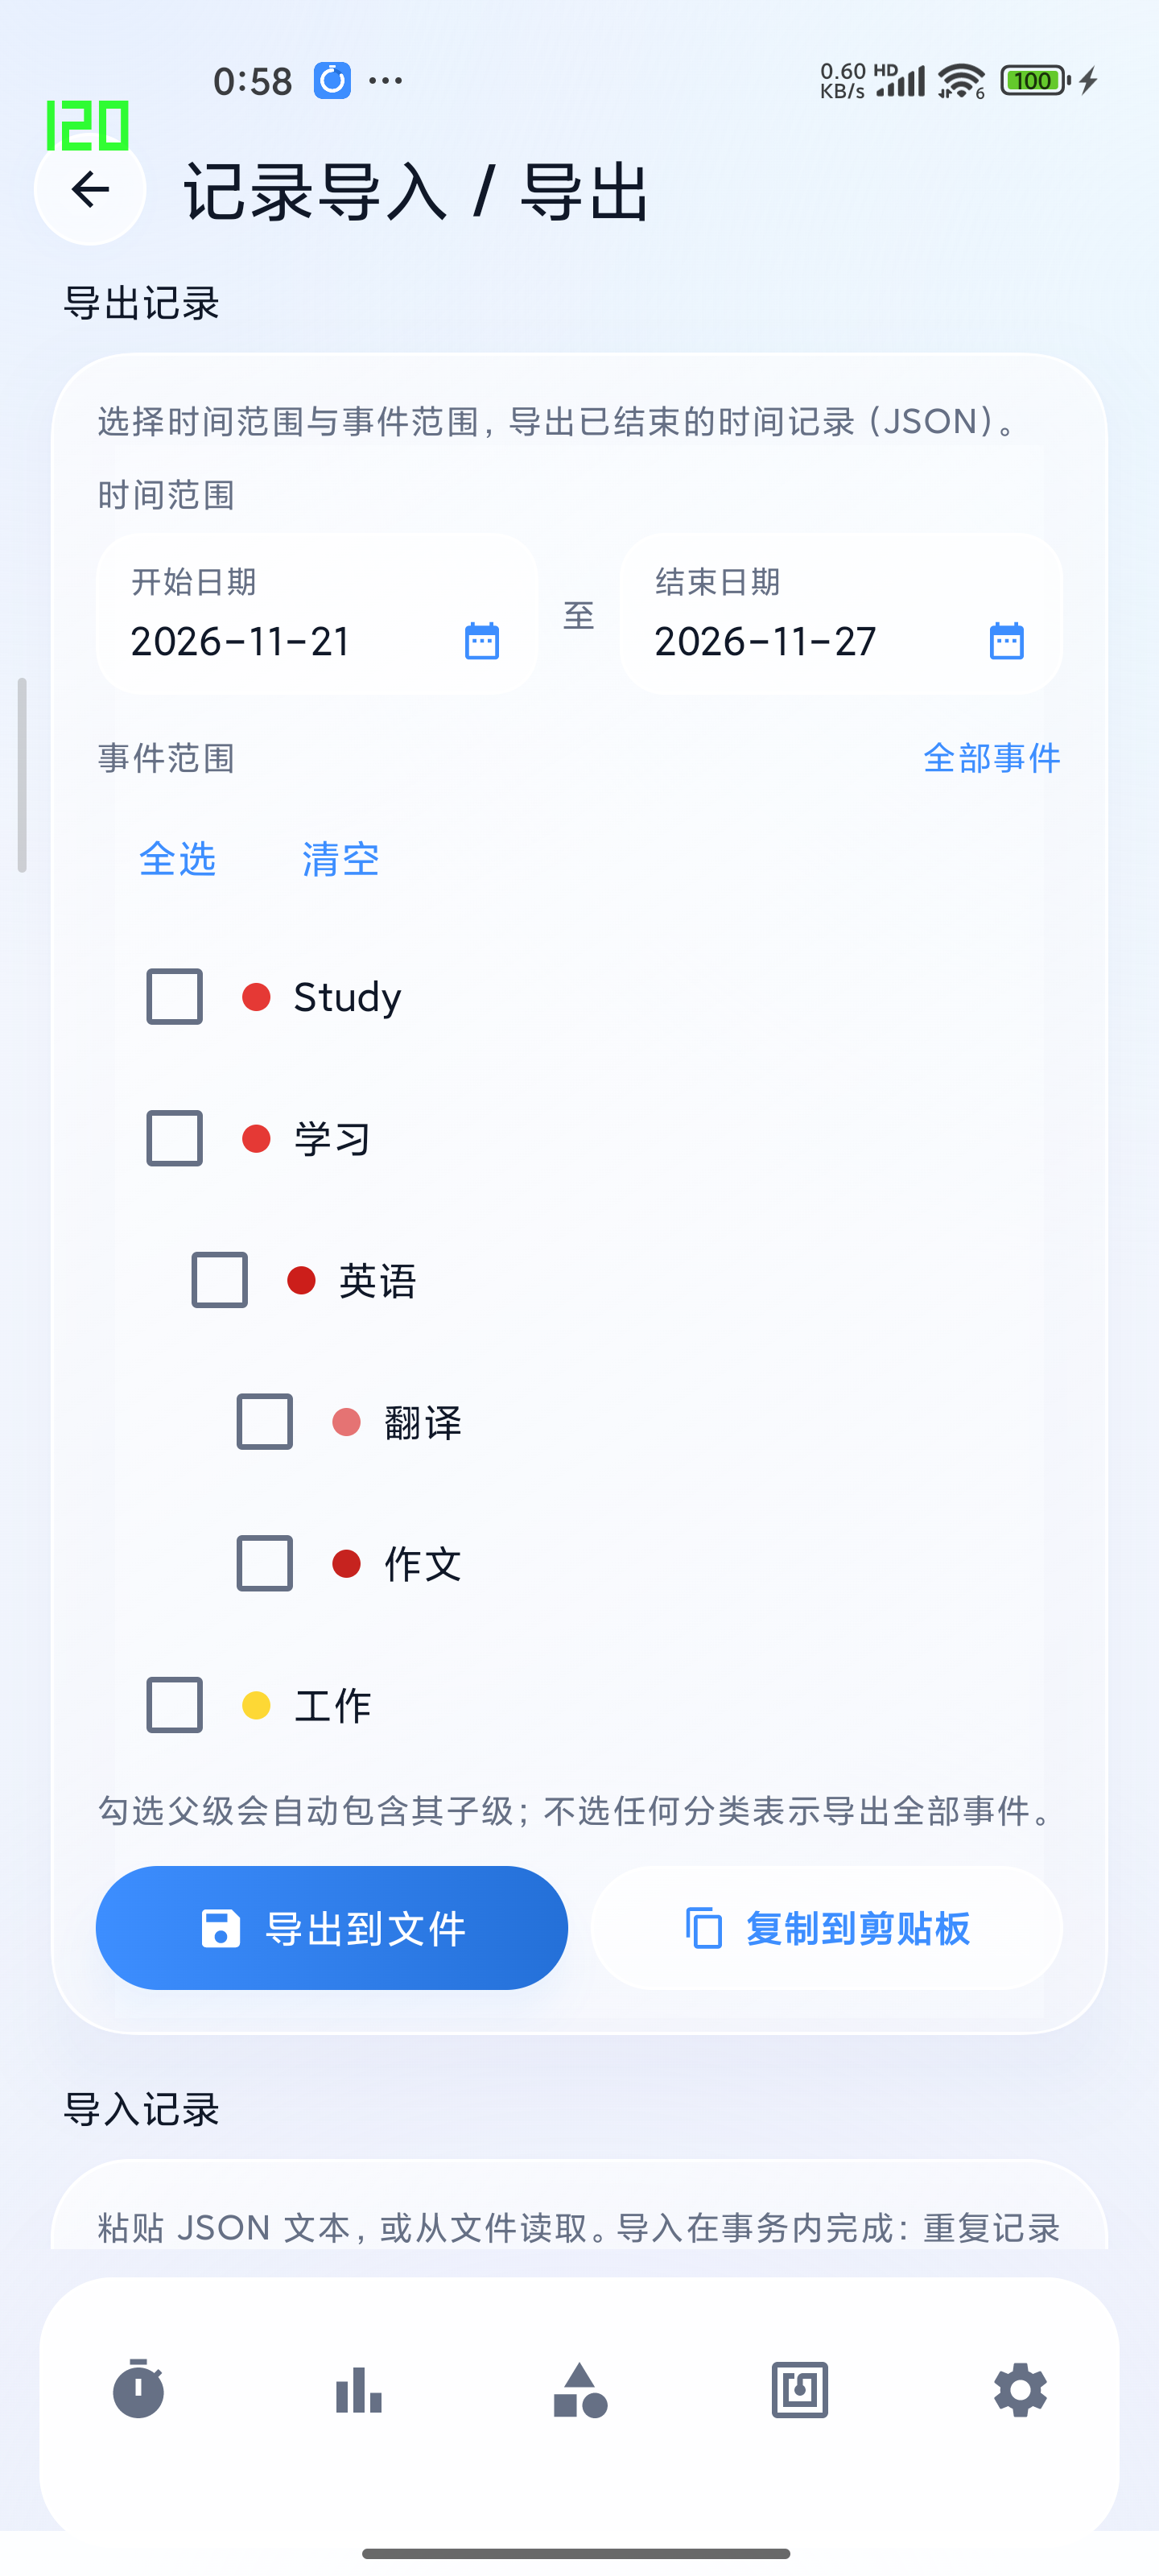 0:58 ...
0.60 KB/s HD 6 100
120
记录导入 / 导出
导出记录
选择时间范围与事件范围，导出已结束的时间记录（JSON）。
时间范围
开始日期
2026-11-21
至
结束日期
2026-11-27
事件范围
全部事件
全选
清空
Study
学习
英语
翻译
作文
工作
勾选父级会自动包含其子级；不选任何分类表示导出全部事件。
导出到文件
复制到剪贴板
导入记录
粘贴 JSON 文本，或从文件读取。导入在事务内完成：重复记录